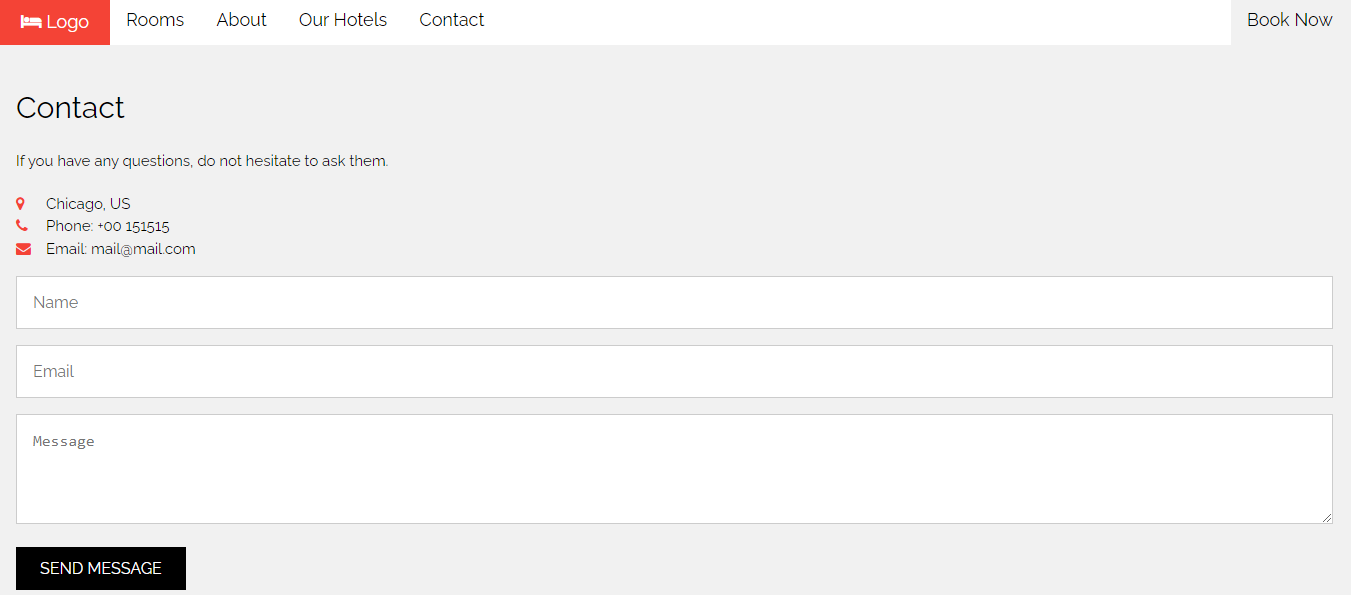 Logo Rooms About Our Hotels Contact Book Now
Contact
If you have any questions, do not hesitate to ask them.
Chicago, US
Phone: +00 151515
Email: mail@mail.com
Name
Email
Message
SEND MESSAGE